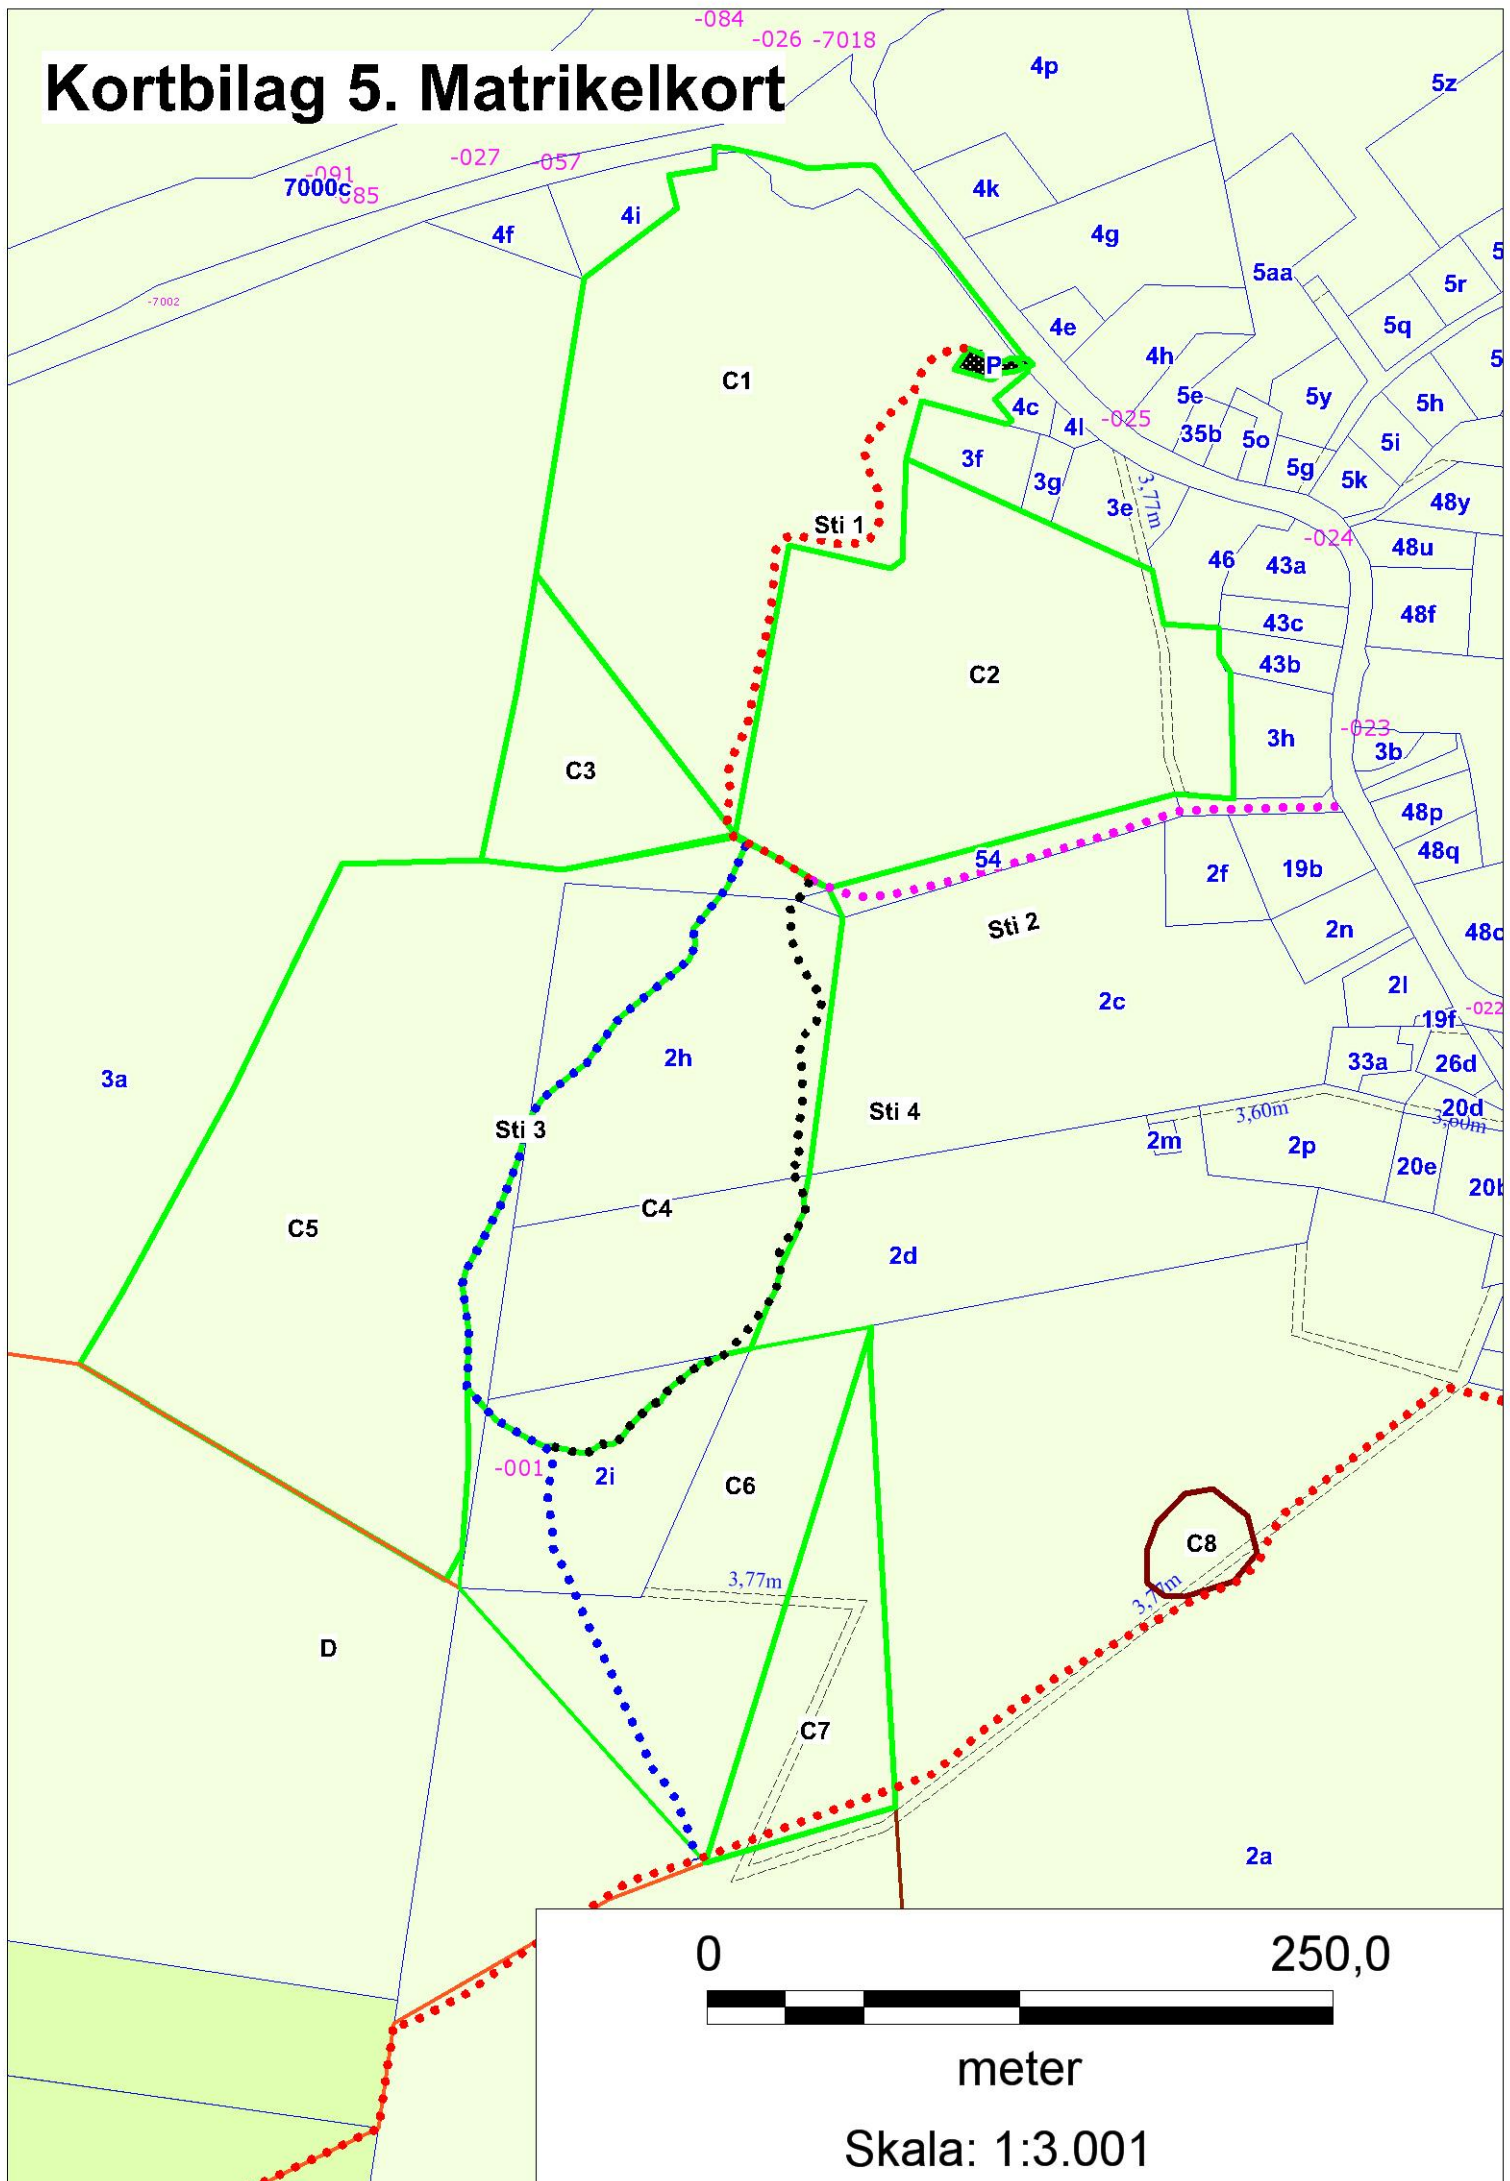 -084
-026 -7018
4p
5z
Kortbilag 5. Matrikelkort
-027
-057
-091
7000c
-085
4k
4i
4f
4g
5
5aa
5r
-7002
5q
4e
4h
5
P
C1
5e
5y
5h
4c
4l
-025
35b
5o
5i
3f
5g
3g
5k
3,77m
48y
3e
Sti 1
-024
48u
46
43a
48f
43c
43b
C2
-023
3h
3b
C3
48p
48q
54
2f
19b
Sti 2
2n
48c
2l
2c
-022
19f
2h
33a
26d
3a
20d
3,60m
Sti 4
3,60m
Sti 3
2m
2p
20e
20b
C4
C5
2d
-001
2i
C6
C8
3,77m
3,77m
D
C7
2a
0 250,0
meter
Skala: 1:3.001